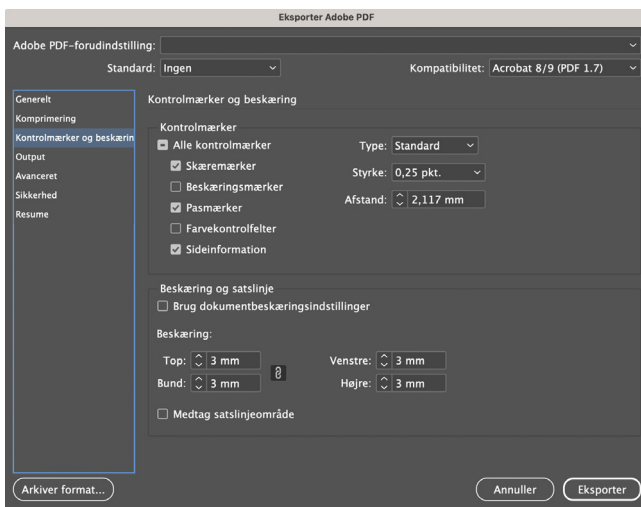 Eksporter Adobe PDF
Adobe PDF-forudindstilling:
Standard: Ingen
Kompatibilitet: Acrobat 8/9 (PDF 1.7)
Generelt
Komprimering
Kontrolmærker og beskærin
Output
Avanceret
Sikkerhed
Resume
Kontrolmærker og beskæring
Kontrolmærker
Alle kontrolmærker
Skæremærker
Beskæringsmærker
Pasmærker
Farvekontrolfelter
Sideinformation
Type: Standard
Styrke: 0,25 pkt.
Afstand: 2,117 mm
Beskæring og satslinje
Brug dokumentbeskæringsindstillinger
Beskæring:
Top: 3 mm
Bund: 3 mm
Venstre: 3 mm
Højre: 3 mm
Medtag satslinjeområde
Arkiver format...
Annuller
Eksporter